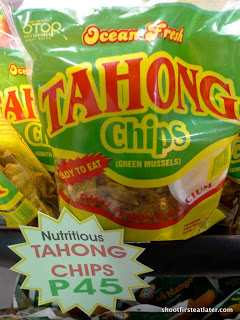 OTOP
Ocean Fresh
TAHONG
Chips
(GREEN MUSSELS)
READY TO EAT
Nutritious
TAHONG
CHIPS
P45
shootfirsteatlater.com